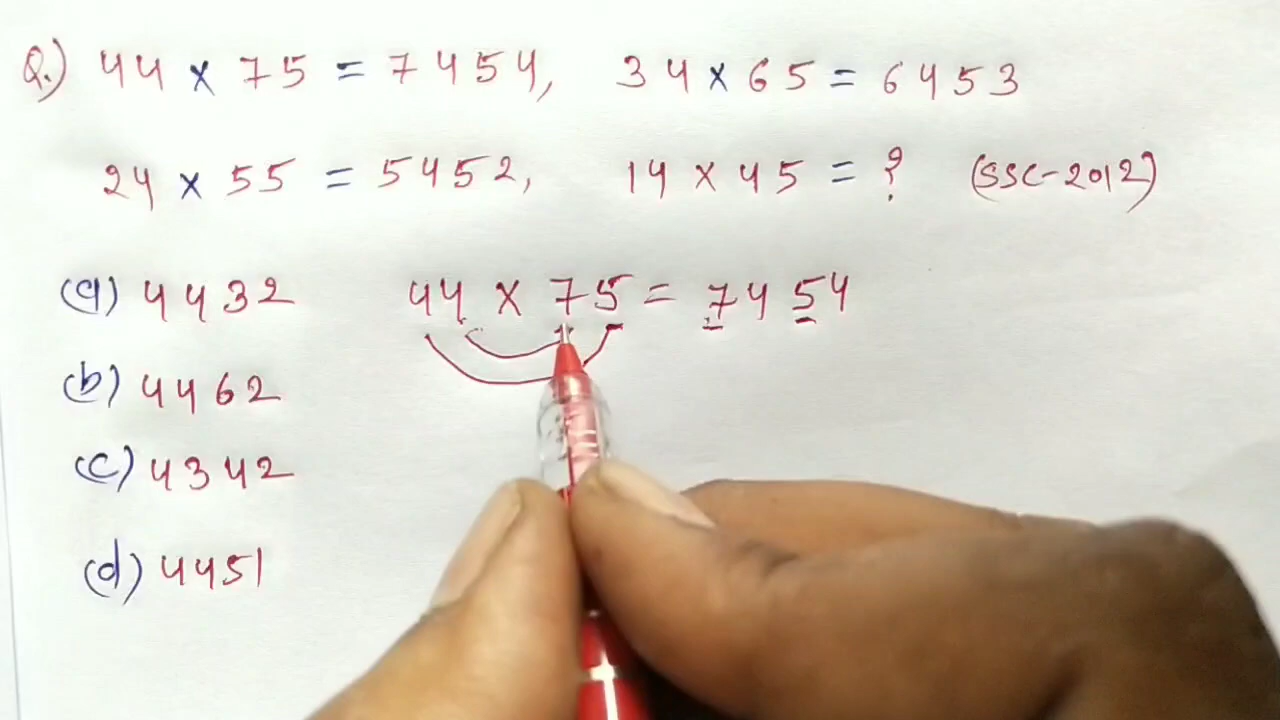 Q.) 44 × 75 = 7454, 34 × 65 = 6453
24 × 55 = 5452, 14 × 45 = ? (SSC-2012)
(a) 4432
44 × 75 = 7454
(b) 4462
(c) 4342
(d) 4451